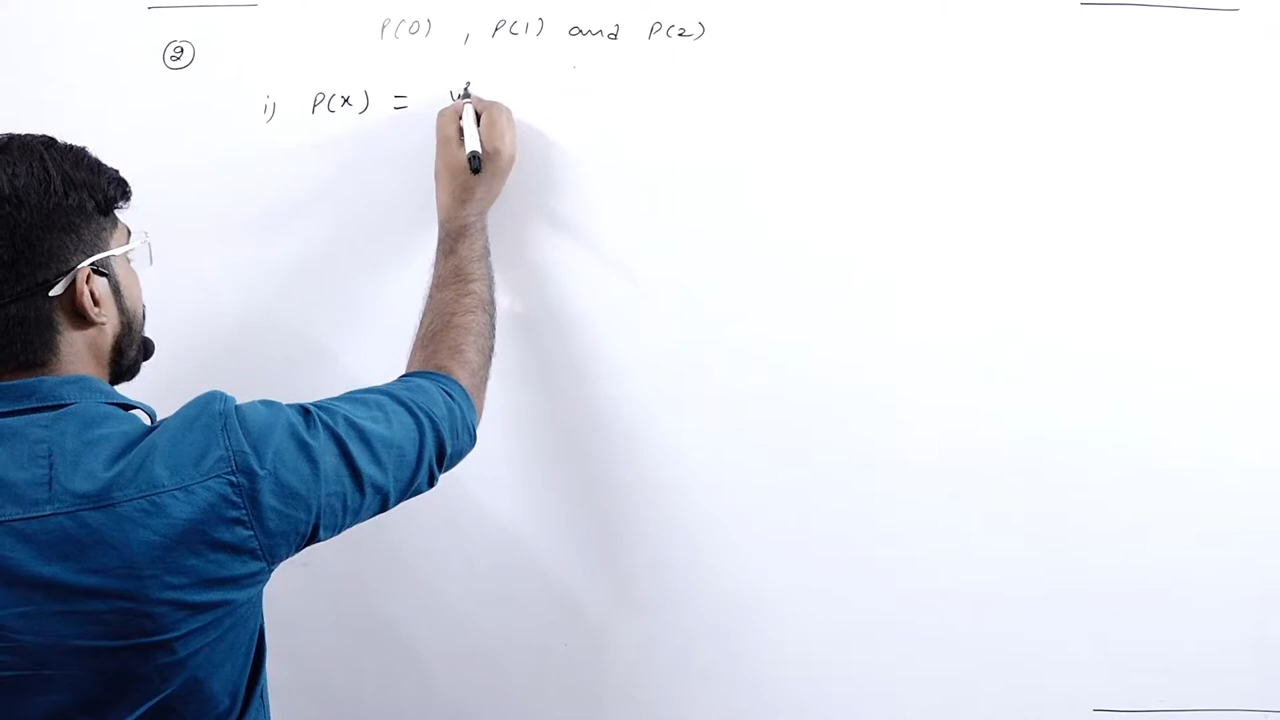 P(0) , P(1) and P(2)
②
i) P(x) =